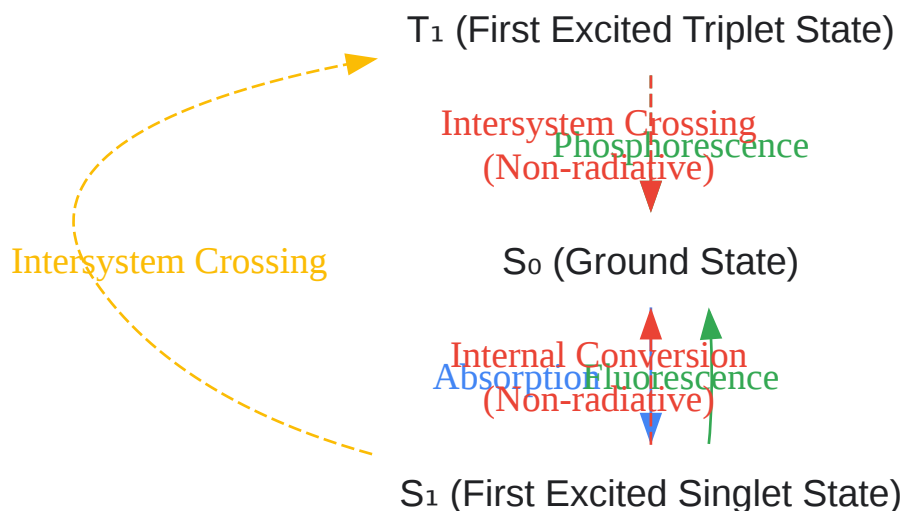 T₁ (First Excited Triplet State)
Intersystem Crossing
Phosphorescence
(Non-radiative)
Intersystem Crossing
S₀ (Ground State)
Internal Conversion
Absorption
Fluorescence
(Non-radiative)
S₁ (First Excited Singlet State)